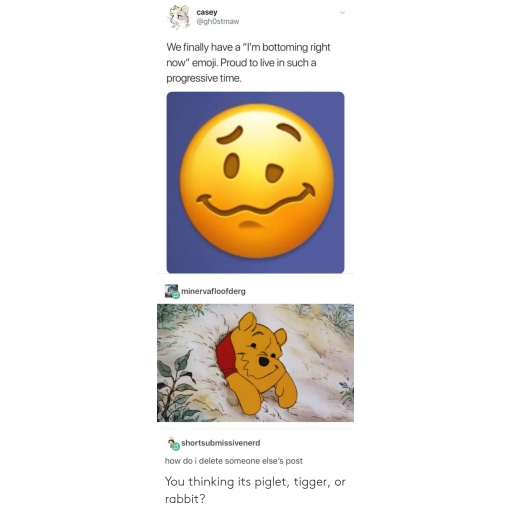 casey
@gh0stmaw
We finally have a "I'm bottoming right
now" emoji. Proud to live in such a
progressive time.
minervafloofderg
shortsubmissivenerd
how do i delete someone else's post
You thinking its piglet, tigger, or
rabbit?